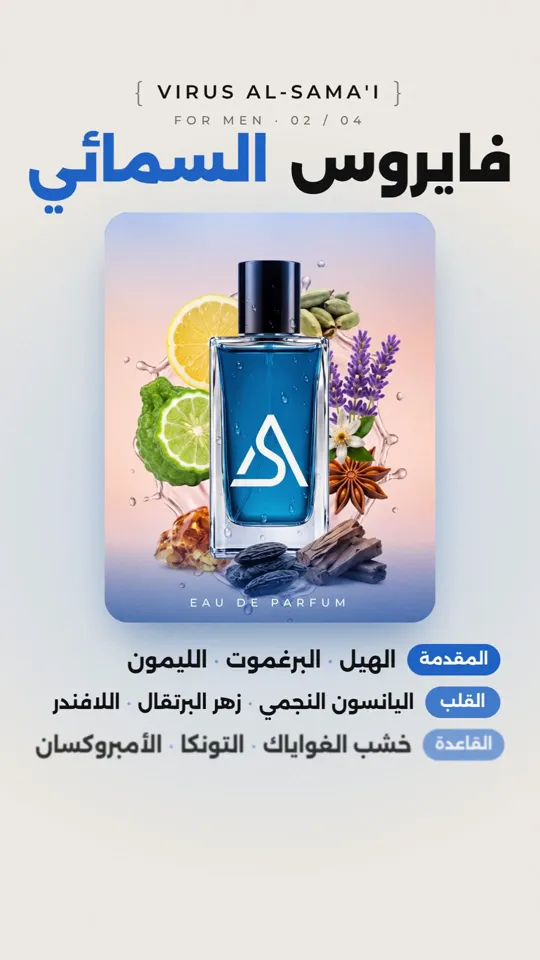 { VIRUS AL-SAMA'I }
FOR MEN · 02 / 04
فايروس السمائي
EAU DE PARFUM
المقدمة الهيل · البرغموت · الليمون
القلب اليانسون النجمي · زهر البرتقال · اللافندر
القاعدة خشب الغواياك · التونكا · الأمبروكسان